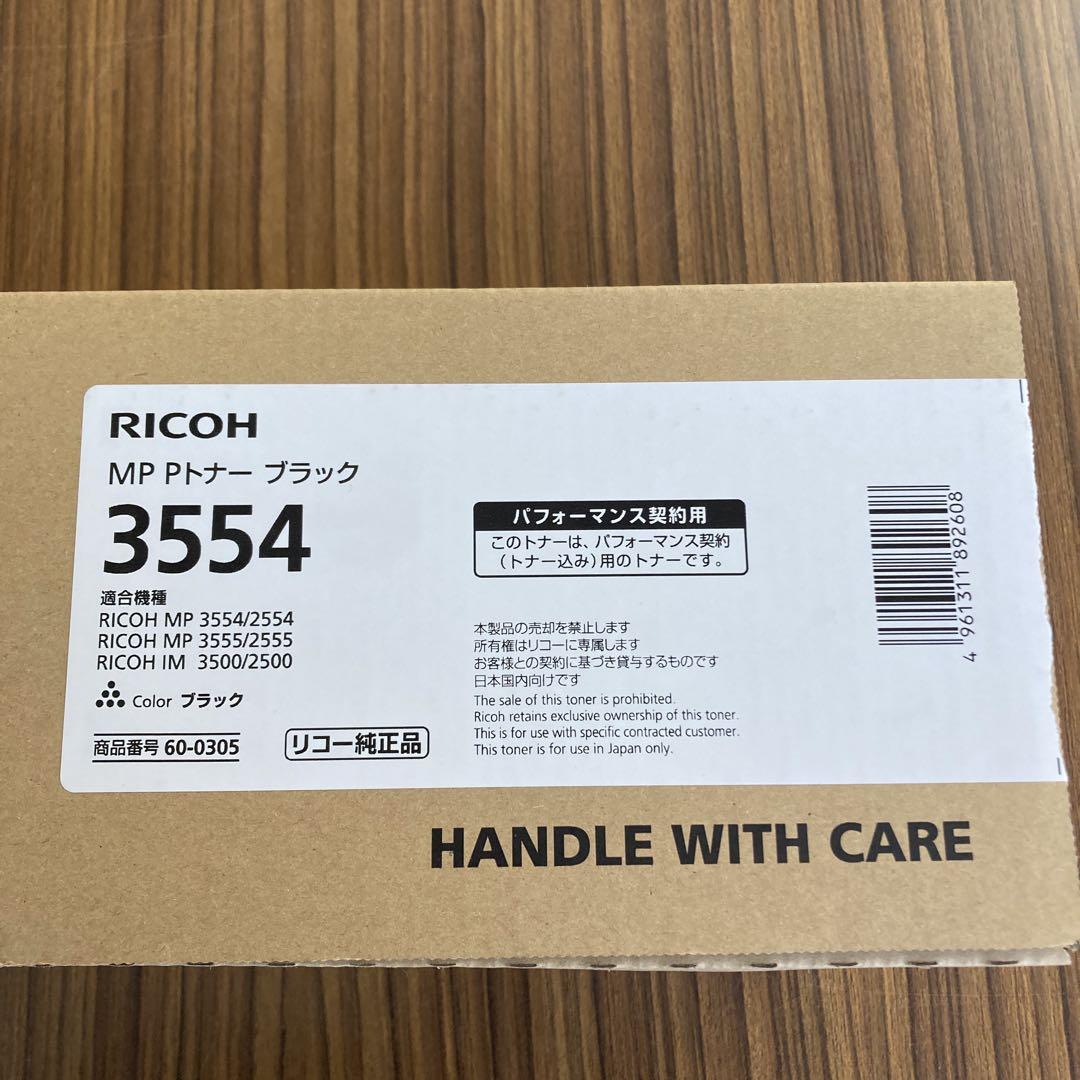 RICOH
MP Pトナー ブラック
3554
適合機種
RICOH MP 3554/2554
RICOH MP 3555/2555
RICOH IM 3500/2500
Color ブラック
商品番号 60-0305
リコー純正品
パフォーマンス契約用
このトナーは、パフォーマンス契約
（トナー込み）用のトナーです。
本製品の売却を禁止します
所有権はリコーに専属します
お客様との契約に基づき貸与するものです
日本国内向けです
The sale of this toner is prohibited.
Ricoh retains exclusive ownership of this toner.
This is for use with specific contracted customer.
This toner is for use in Japan only.
4 961311 892608
HANDLE WITH CARE